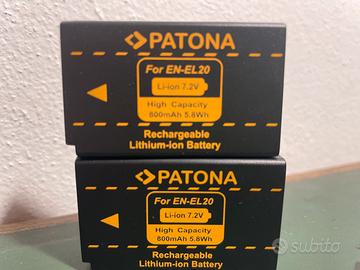 PATONA
For EN-EL20
Li-ion 7.2V
High Capacity
800mAh 5.8Wh
Rechargeable
Lithium-ion Battery
PATONA
For EN-EL20
Li-ion 7.2V
High Capacity
800mAh 5.8Wh
Rechargeable
Lithium-ion Battery
subito